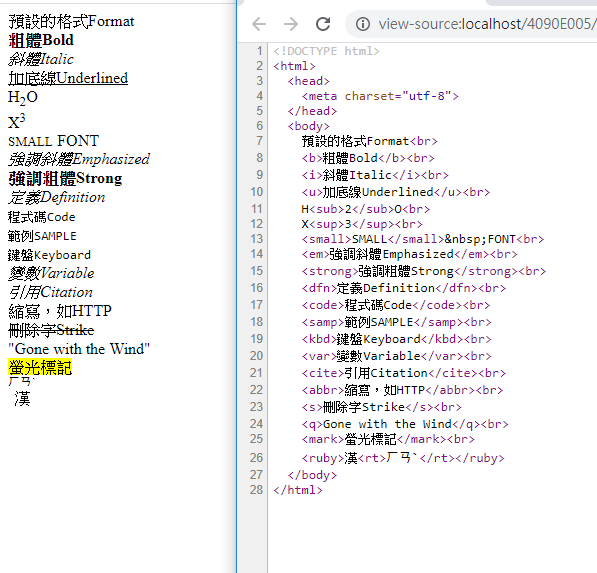 預設的格式Format
粗體Bold
斜體Italic
加底線Underlined
H2O
X3
SMALL FONT
強調斜體Emphasized
強調粗體Strong
定義Definition
程式碼Code
範例SAMPLE
鍵盤Keyboard
變數Variable
引用Citation
縮寫，如HTTP
刪除字Strike
"Gone with the Wind"
螢光標記
ㄏㄢˋ
漢
view-source:localhost/4090E005/
1 <!DOCTYPE html>
2 <html>
3 <head>
4 <meta charset="utf-8">
5 </head>
6 <body>
7 預設的格式Format<br>
8 <b>粗體Bold</b><br>
9 <i>斜體Italic</i><br>
10 <u>加底線Underlined</u><br>
11 H<sub>2</sub>O<br>
12 X<sup>3</sup><br>
13 <small>SMALL</small>&nbsp;FONT<br>
14 <em>強調斜體Emphasized</em><br>
15 <strong>強調粗體Strong</strong><br>
16 <dfn>定義Definition</dfn><br>
17 <code>程式碼Code</code><br>
18 <samp>範例SAMPLE</samp><br>
19 <kbd>鍵盤Keyboard</kbd><br>
20 <var>變數Variable</var><br>
21 <cite>引用Citation</cite><br>
22 <abbr>縮寫，如HTTP</abbr><br>
23 <s>刪除字Strike</s><br>
24 <q>Gone with the Wind</q><br>
25 <mark>螢光標記</mark><br>
26 <ruby>漢<rt>ㄏㄢˋ</rt></ruby>
27 </body>
28 </html>